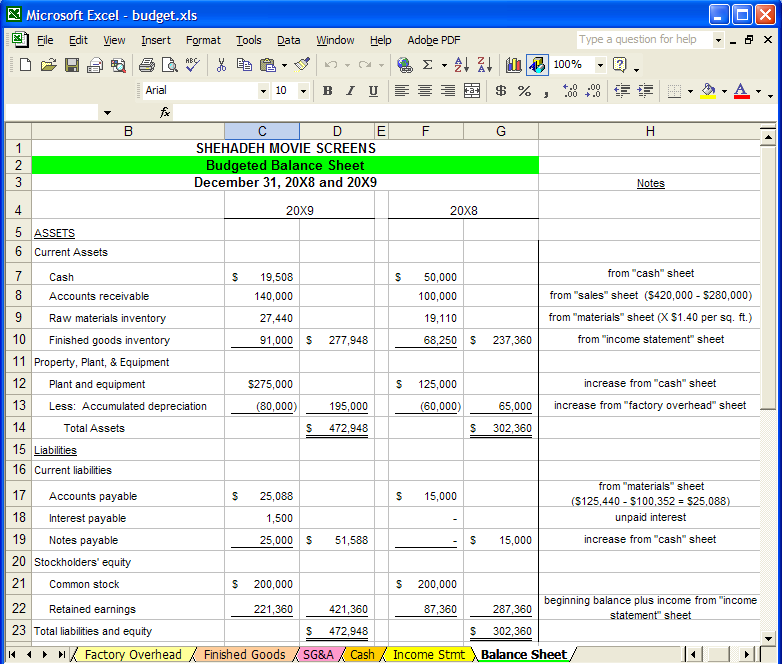 Microsoft Excel - budget.xls
File Edit View Insert Format Tools Data Window Help Adobe PDF Type a question for help
100%
Arial 10 B I U $ % ,
fx
B C D E F G H
1 SHEHADEH MOVIE SCREENS
2 Budgeted Balance Sheet
3 December 31, 20X8 and 20X9 Notes
4 20X9 20X8
5 ASSETS
6 Current Assets
7 Cash $ 19,508 $ 50,000 from "cash" sheet
8 Accounts receivable 140,000 100,000 from "sales" sheet ($420,000 - $280,000)
9 Raw materials inventory 27,440 19,110 from "materials" sheet (X $1.40 per sq. ft.)
10 Finished goods inventory 91,000 $ 277,948 68,250 $ 237,360 from "income statement" sheet
11 Property, Plant, & Equipment
12 Plant and equipment $275,000 $ 125,000 increase from "cash" sheet
13 Less: Accumulated depreciation (80,000) 195,000 (60,000) 65,000 increase from "factory overhead" sheet
14 Total Assets $ 472,948 $ 302,360
15 Liabilities
16 Current liabilities
17 Accounts payable $ 25,088 $ 15,000 from "materials" sheet
($125,440 - $100,352 = $25,088)
18 Interest payable 1,500 - unpaid interest
19 Notes payable 25,000 $ 51,588 - $ 15,000 increase from "cash" sheet
20 Stockholders' equity
21 Common stock $ 200,000 $ 200,000
22 Retained earnings 221,360 421,360 87,360 287,360 beginning balance plus income from "income
statement" sheet
23 Total liabilities and equity $ 472,948 $ 302,360
Factory Overhead Finished Goods SG&A Cash Income Stmt Balance Sheet